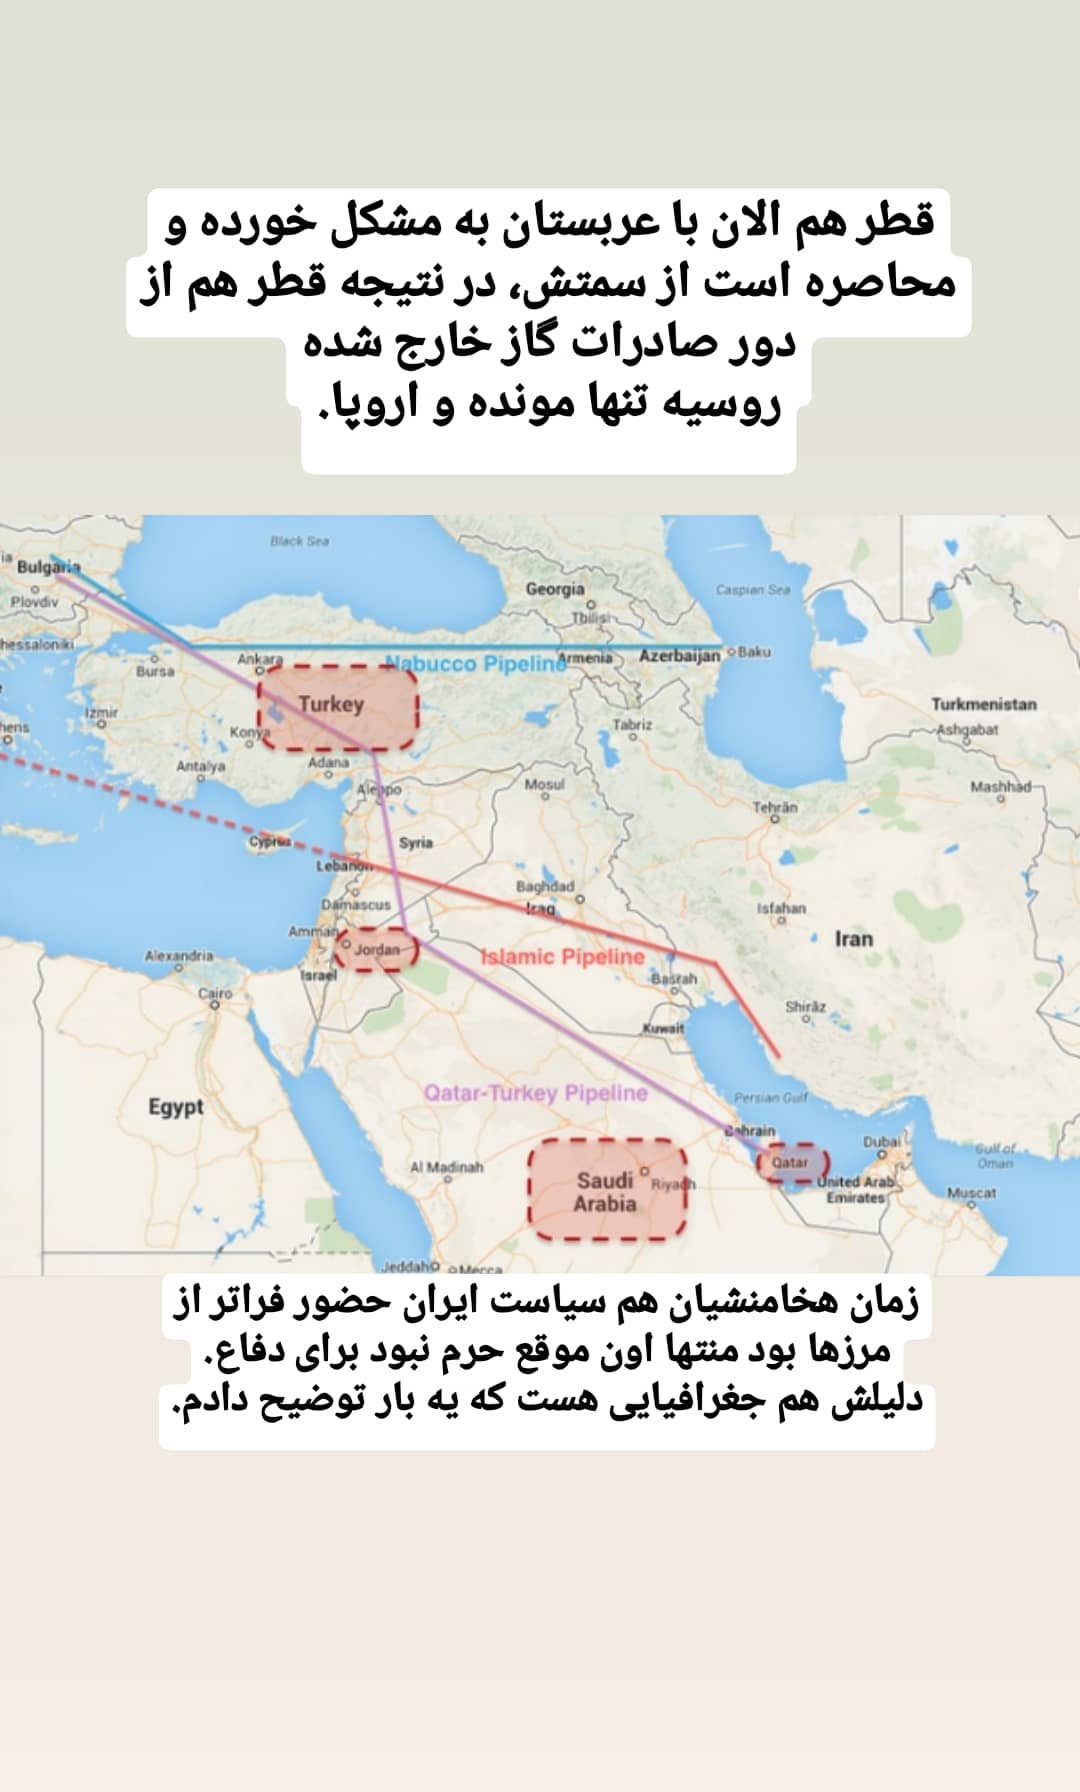 قطر هم الان با عربستان به مشکل خورده و
محاصره است از سمتش، در نتیجه قطر هم از
دور صادرات گاز خارج شده
روسیه تنها مونده و اروپا.
Black Sea
Bulgaria
Plovdiv
Georgia
Tbilisi
Caspian Sea
hessaloniki
Bursa
Ankara
Nabucco Pipeline
Armenia
Azerbaijan
Baku
Turkey
Izmir
Konya
hens
Antalya
Adana
Tabriz
Turkmenistan
Ashgabat
Aleppo
Mosul
Mashhad
Tehrān
Cyprus
Syria
Lebanon
Baghdad
Damascus
Iraq
Isfahan
Amman
Jordan
Iran
Alexandria
Israel
Islamic Pipeline
Basrah
Cairo
Shirāz
Kuwait
Qatar-Turkey Pipeline
Persian Gulf
Egypt
Bahrain
Dubai
Gulf of
Oman
Al Madinah
Qatar
Saudi
Arabia
Riyadh
United Arab
Emirates
Muscat
Jeddah
Mecca
زمان هخامنشیان هم سیاست ایران حضور فراتر از
مرزها بود منتها اون موقع حرم نبود برای دفاع.
دلیلش هم جغرافیایی هست که یه بار توضیح دادم.